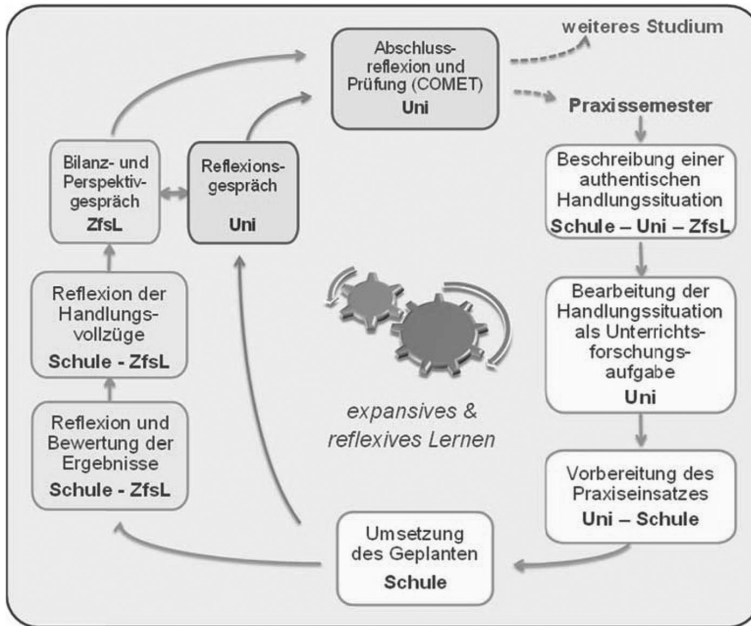 weiteres Studium
Abschluss-
reflexion und
Prüfung (COMET)
Uni
Praxissemester
Beschreibung einer
authentischen
Handlungssituation
Schule – Uni – ZfsL
Bearbeitung der
Handlungssituation
als Unterrichts-
forschungs-
aufgabe
Uni
Vorbereitung des
Praxiseinsatzes
Uni – Schule
Umsetzung
des Geplanten
Schule
Reflexion und
Bewertung der
Ergebnisse
Schule - ZfsL
Reflexion der
Handlungs-
vollzüge
Schule - ZfsL
Bilanz- und
Perspektiv-
gespräch
ZfsL
Reflexions-
gespräch
Uni
expansives &
reflexives Lernen